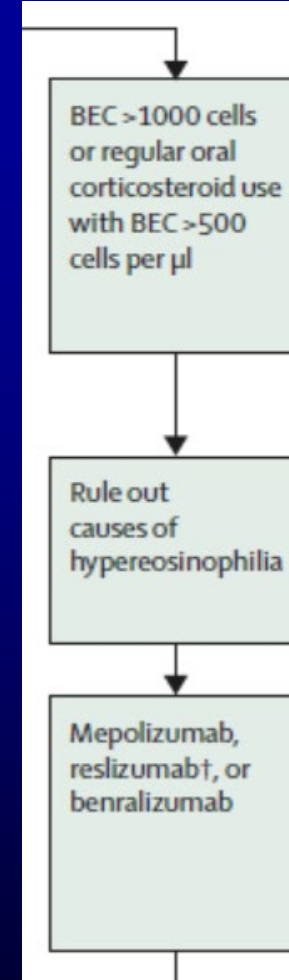 BEC >1000 cells
or regular oral
corticosteroid use
with BEC >500
cells per μl
Rule out
causes of
hypereosinophilia
Mepolizumab,
reslizumab†, or
benralizumab